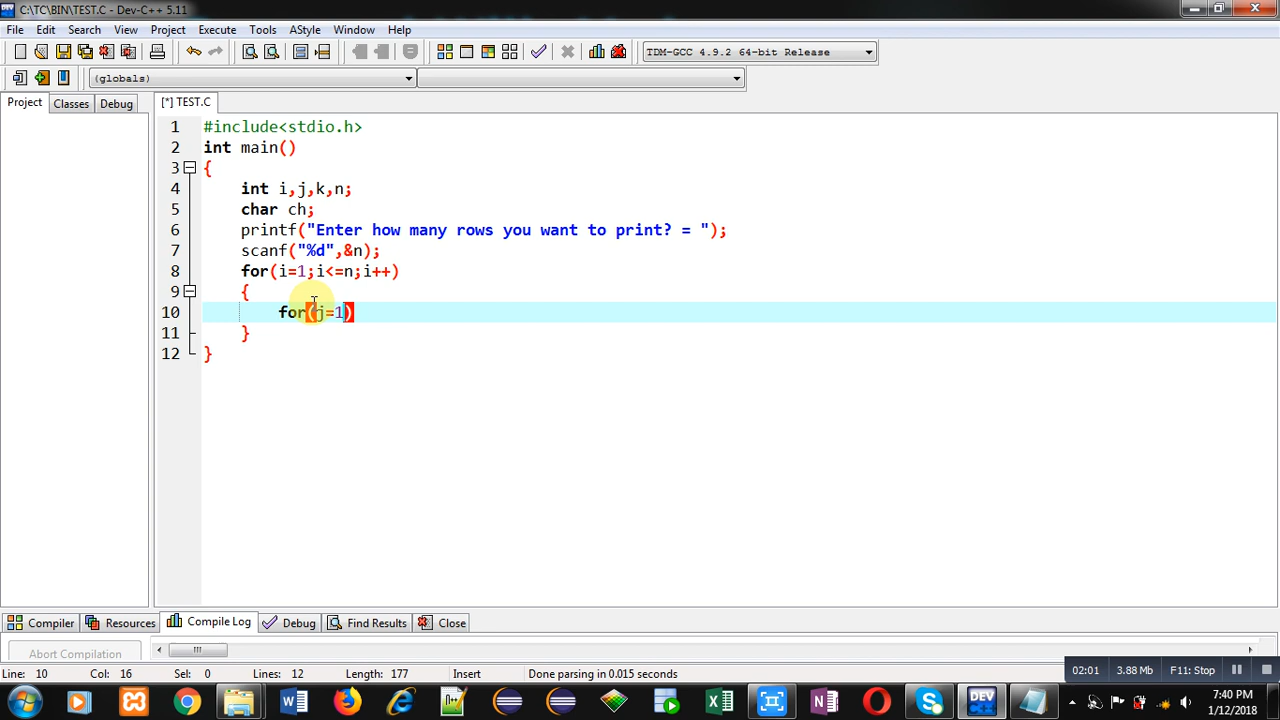 C:\TC\BIN\TEST.C - Dev-C++ 5.11
File Edit Search View Project Execute Tools AStyle Window Help
TDM-GCC 4.9.2 64-bit Release
(globals)
Project Classes Debug [*] TEST.C
1 #include<stdio.h>
2 int main()
3 {
4 int i,j,k,n;
5 char ch;
6 printf("Enter how many rows you want to print? = ");
7 scanf("%d",&n);
8 for(i=1;i<=n;i++)
9 {
10 for(j=1)
11 }
12 }
Compiler Resources Compile Log Debug Find Results Close
Abort Compilation
Line: 10 Col: 16 Sel: 0 Lines: 12 Length: 177 Insert Done parsing in 0.015 seconds
02:01 3.88 Mb F11: Stop
DEV
7:40 PM
1/12/2018